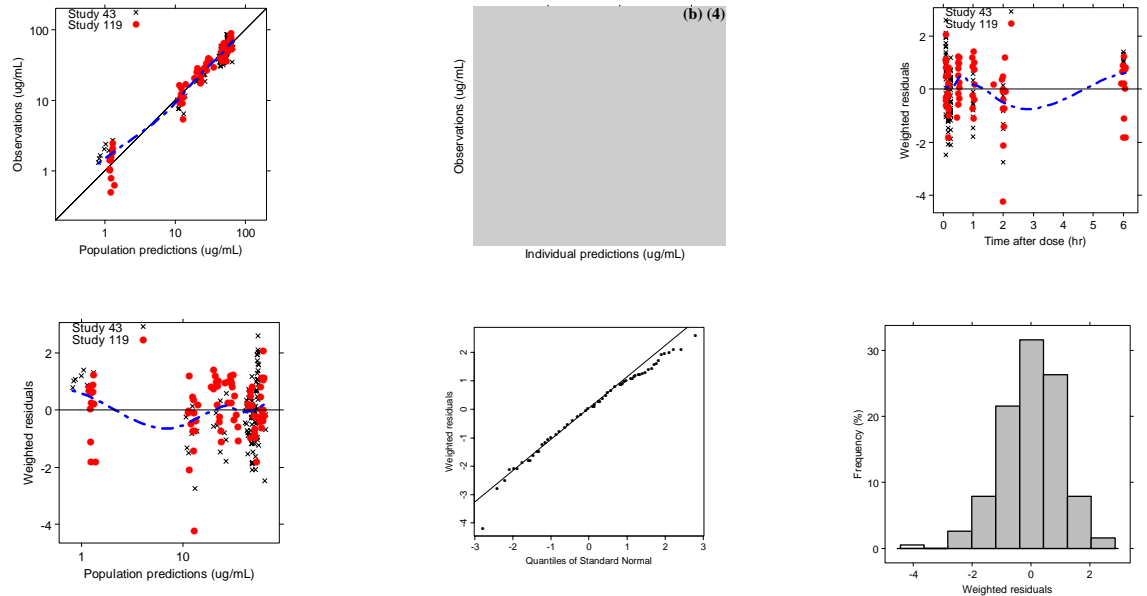 Study 43
Study 119
100
10
1
1
10
100
Observations (ug/mL)
Population predictions (ug/mL)
(b) (4)
Observations (ug/mL)
Individual predictions (ug/mL)
Study 43
Study 119
2
0
-2
-4
0
1
2
3
4
5
6
Weighted residuals
Time after dose (hr)
Study 43
Study 119
2
0
-2
-4
1
10
Weighted residuals
Population predictions (ug/mL)
2
1
0
-1
-2
-3
-4
-3
-2
-1
0
1
2
3
Weighted residuals
Quantiles of Standard Normal
30
20
10
0
-4
-2
0
2
Frequency (%)
Weighted residuals